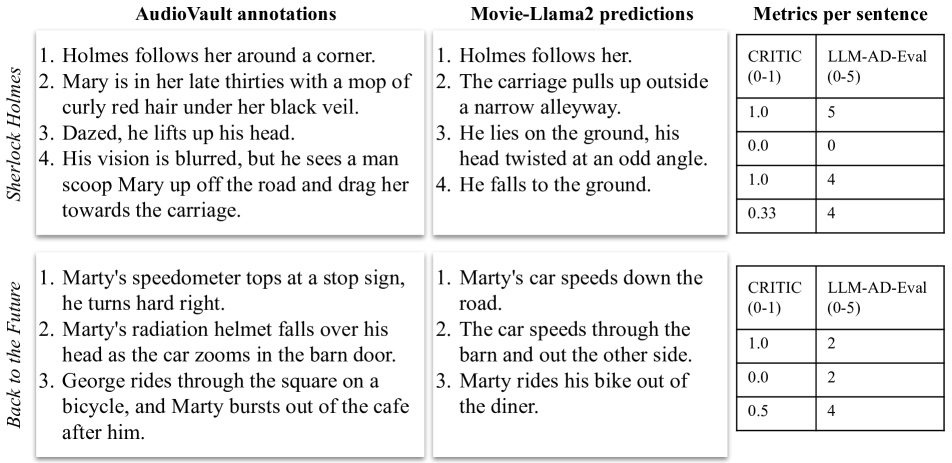 AudioVault annotations
Movie-Llama2 predictions
Metrics per sentence
Sherlock Holmes
1. Holmes follows her around a corner.
2. Mary is in her late thirties with a mop of
curly red hair under her black veil.
3. Dazed, he lifts up his head.
4. His vision is blurred, but he sees a man
scoop Mary up off the road and drag her
towards the carriage.
1. Holmes follows her.
2. The carriage pulls up outside
a narrow alleyway.
3. He lies on the ground, his
head twisted at an odd angle.
4. He falls to the ground.
CRITIC LLM-AD-Eval
(0-1) (0-5)
1.0 5
0.0 0
1.0 4
0.33 4
Back to the Future
1. Marty's speedometer tops at a stop sign,
he turns hard right.
2. Marty's radiation helmet falls over his
head as the car zooms in the barn door.
3. George rides through the square on a
bicycle, and Marty bursts out of the cafe
after him.
1. Marty's car speeds down the
road.
2. The car speeds through the
barn and out the other side.
3. Marty rides his bike out of
the diner.
CRITIC LLM-AD-Eval
(0-1) (0-5)
1.0 2
0.0 2
0.5 4